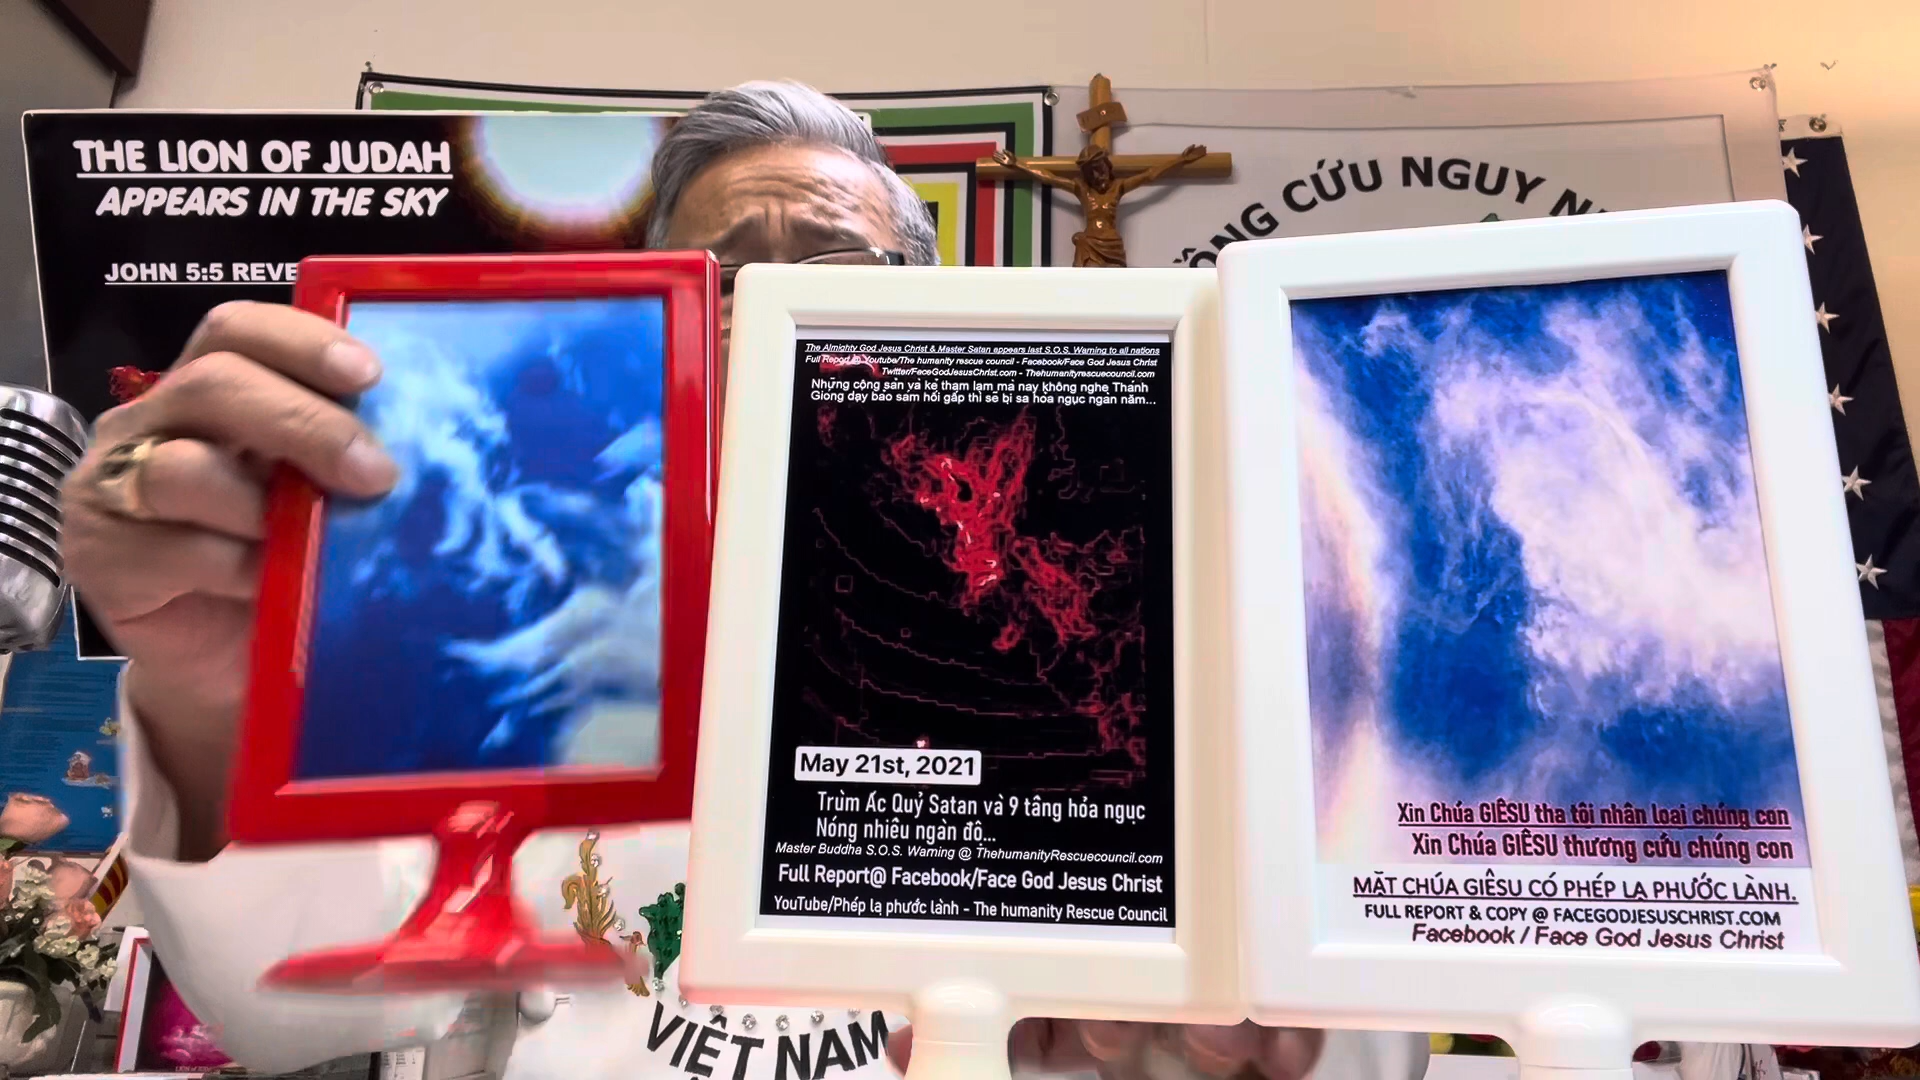 THE LION OF JUDAH
APPEARS IN THE SKY
JOHN 5:5 REVE
CỨU NGUY
The Almighty God Jesus Christ & Master Satan appears last S.O.S. Warning to all nations
Full Report @ Youtube/The humanity rescue council - Facebook/Face God Jesus Christ
Twitter/FaceGodJesusChrist.com - Thehumanityrescuecouncil.com
Những cộng sản và kẻ tham lam ma nay không nghe Thánh
Gióng dạy bao sám hối gấp thì sẽ bị sa hỏa ngục ngàn năm...
May 21st, 2021
Trùm Ác Quỷ Satan và 9 tầng hỏa ngục
Nóng nhiều ngàn độ...
Master Buddha S.O.S. Warning @ ThehumanityRescuecouncil.com
Full Report@ Facebook/Face God Jesus Christ
YouTube/Phép lạ phước lành - The humanity Rescue Council
Xin Chúa GIÊSU tha tội nhân loại chúng con
Xin Chúa GIÊSU thương cứu chúng con
MẶT CHÚA GIÊSU CÓ PHÉP LẠ PHƯỚC LÀNH.
FULL REPORT & COPY @ FACEGODJESUSCHRIST.COM
Facebook / Face God Jesus Christ
VIỆT NAM